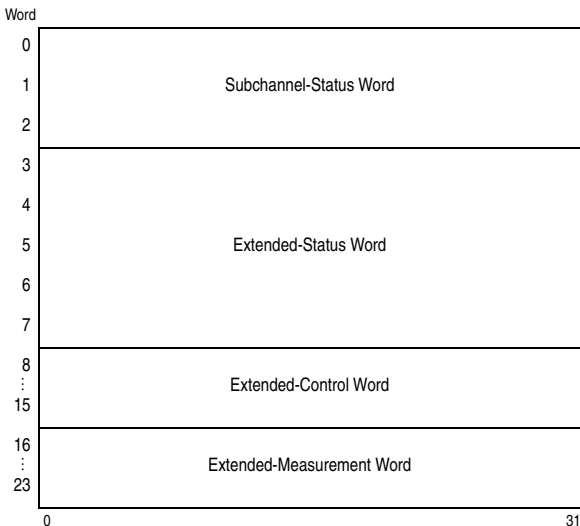 Word
0
1 Subchannel-Status Word
2
3
4
5 Extended-Status Word
6
7
8
⋮ Extended-Control Word
15
16
⋮ Extended-Measurement Word
23
0 31